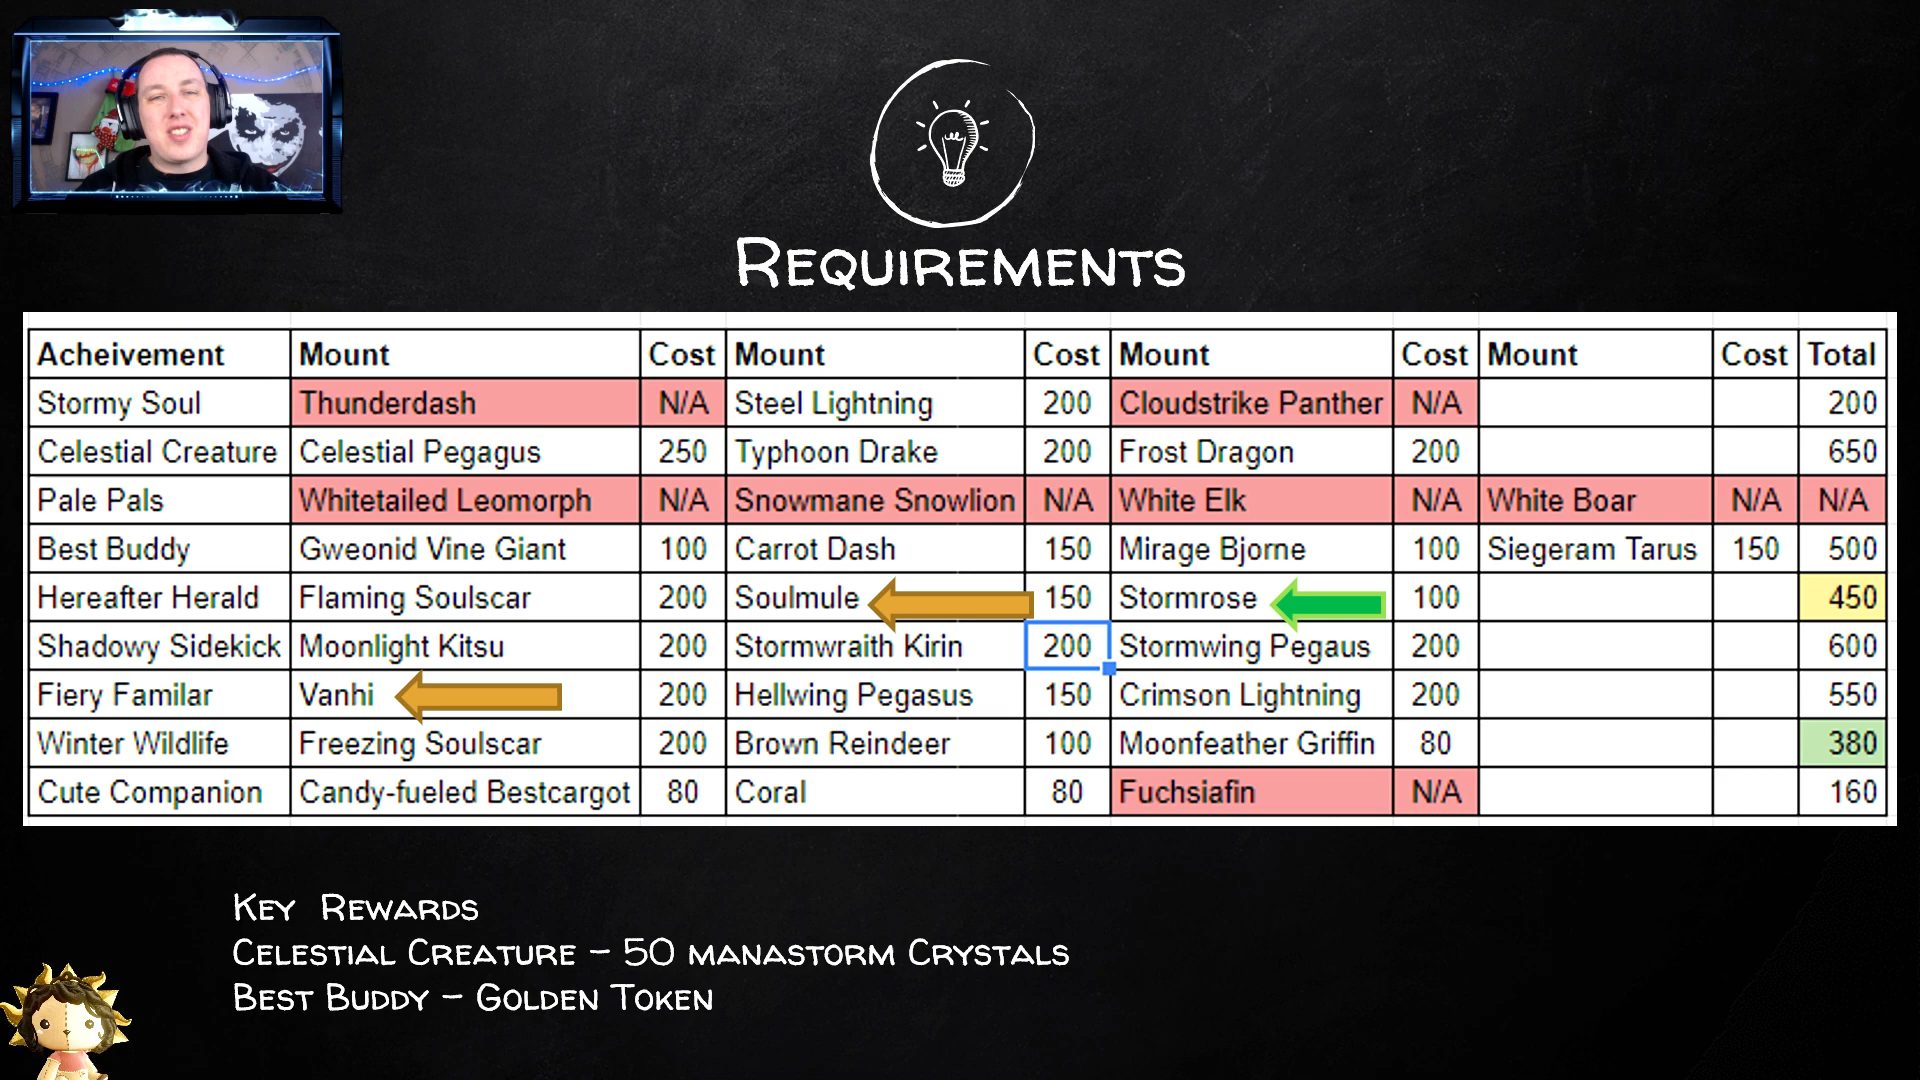 Requirements
Acheivement Mount Cost Mount Cost Mount Cost Mount Cost Total
Stormy Soul Thunderdash N/A Steel Lightning 200 Cloudstrike Panther N/A 200
Celestial Creature Celestial Pegagus 250 Typhoon Drake 200 Frost Dragon 200 650
Pale Pals Whitetailed Leomorph N/A Snowmane Snowlion N/A White Elk N/A White Boar N/A N/A
Best Buddy Gweonid Vine Giant 100 Carrot Dash 150 Mirage Bjorne 100 Siegeram Tarus 150 500
Hereafter Herald Flaming Soulscar 200 Soulmule 150 Stormrose 100 450
Shadowy Sidekick Moonlight Kitsu 200 Stormwraith Kirin 200 Stormwing Pegaus 200 600
Fiery Familar Vanhi 200 Hellwing Pegasus 150 Crimson Lightning 200 550
Winter Wildlife Freezing Soulscar 200 Brown Reindeer 100 Moonfeather Griffin 80 380
Cute Companion Candy-fueled Bestcargot 80 Coral 80 Fuchsiafin N/A 160
Key Rewards
Celestial Creature – 50 manastorm Crystals
Best Buddy – Golden Token